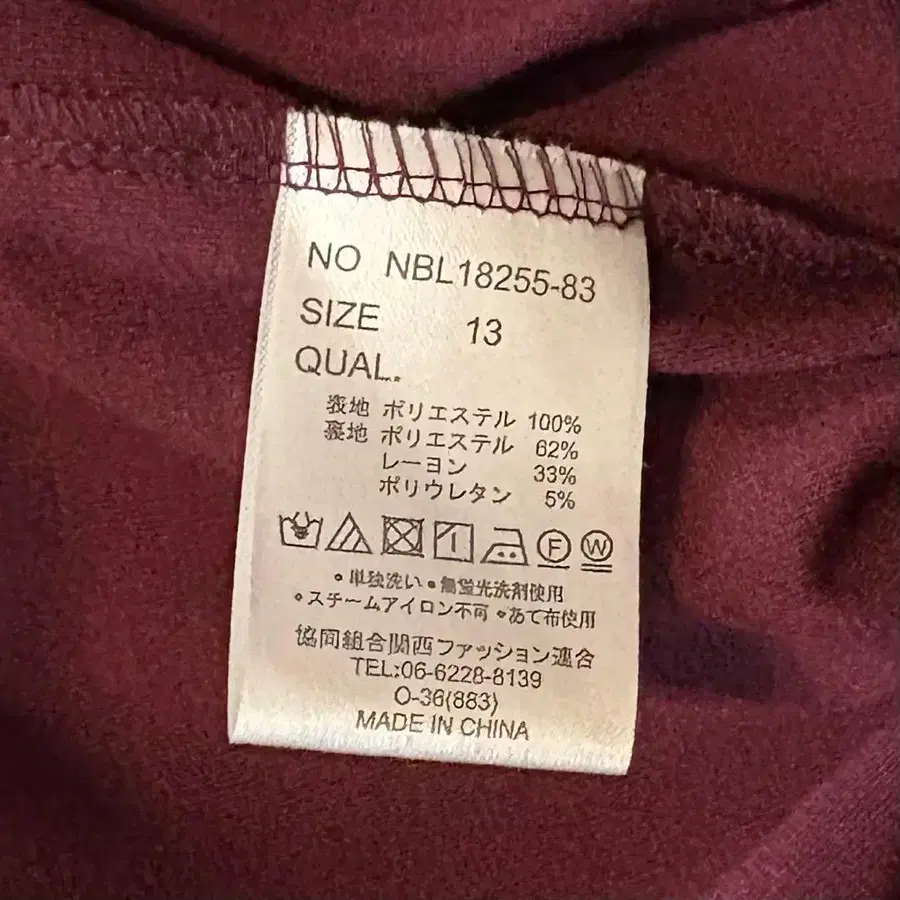 NO NBL18255-83
SIZE 13
QUAL.
表地 ポリエステル 100%
裏地 ポリエステル 62%
レーヨン 33%
ポリウレタン 5%
F W
•単独洗い •無蛍光洗剤使用
•スチームアイロン不可 •あて布使用
協同組合関西ファッション連合
TEL:06-6228-8139
O-36(883)
MADE IN CHINA